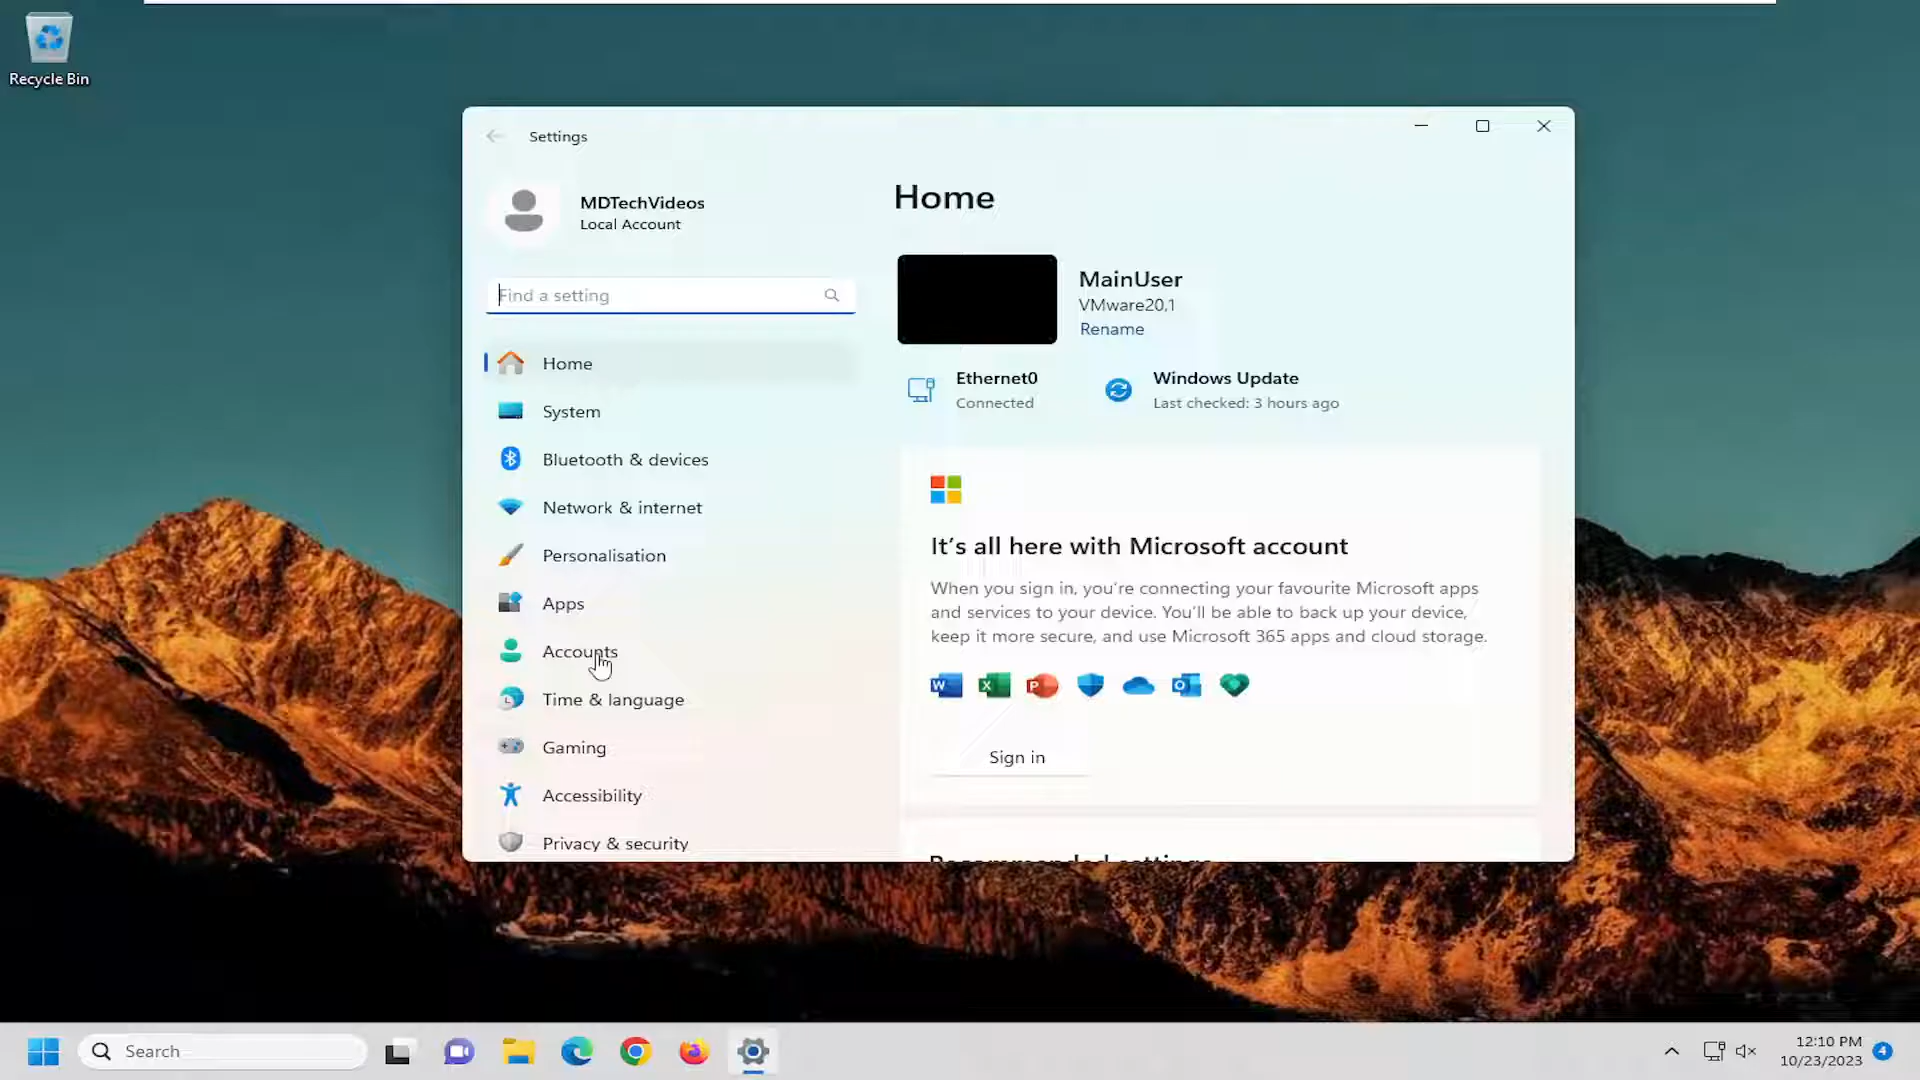 Recycle Bin
Settings
MDTechVideos
Local Account
Find a setting
Home
System
Bluetooth & devices
Network & internet
Personalisation
Apps
Accounts
Time & language
Gaming
Accessibility
Privacy & security
Home
MainUser
VMware20,1
Rename
Ethernet0
Connected
Windows Update
Last checked: 3 hours ago
It's all here with Microsoft account
When you sign in, you're connecting your favourite Microsoft apps
and services to your device. You'll be able to back up your device,
keep it more secure, and use Microsoft 365 apps and cloud storage.
Sign in
Recommended settings
Search
12:10 PM
10/23/2023
4